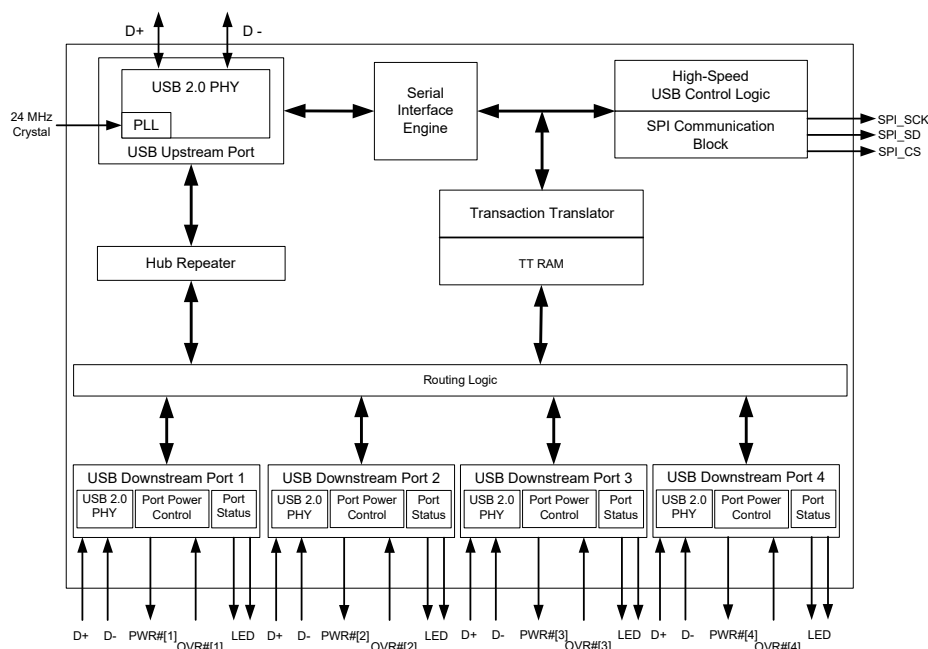 D+ D -
USB 2.0 PHY
PLL
USB Upstream Port
24 MHz
Crystal
Serial
Interface
Engine
High-Speed
USB Control Logic
SPI Communication
Block
SPI_SCK
SPI_SD
SPI_CS
Transaction Translator
TT RAM
Hub Repeater
Routing Logic
USB Downstream Port 1
USB 2.0
PHY
Port Power
Control
Port
Status
USB Downstream Port 2
USB 2.0
PHY
Port Power
Control
Port
Status
USB Downstream Port 3
USB 2.0
PHY
Port Power
Control
Port
Status
USB Downstream Port 4
USB 2.0
PHY
Port Power
Control
Port
Status
D+ D- PWR#[1] OVR#[1] LED
D+ D- PWR#[2] OVR#[2] LED
D+ D- PWR#[3] OVR#[3] LED
D+ D- PWR#[4] OVR#[4] LED